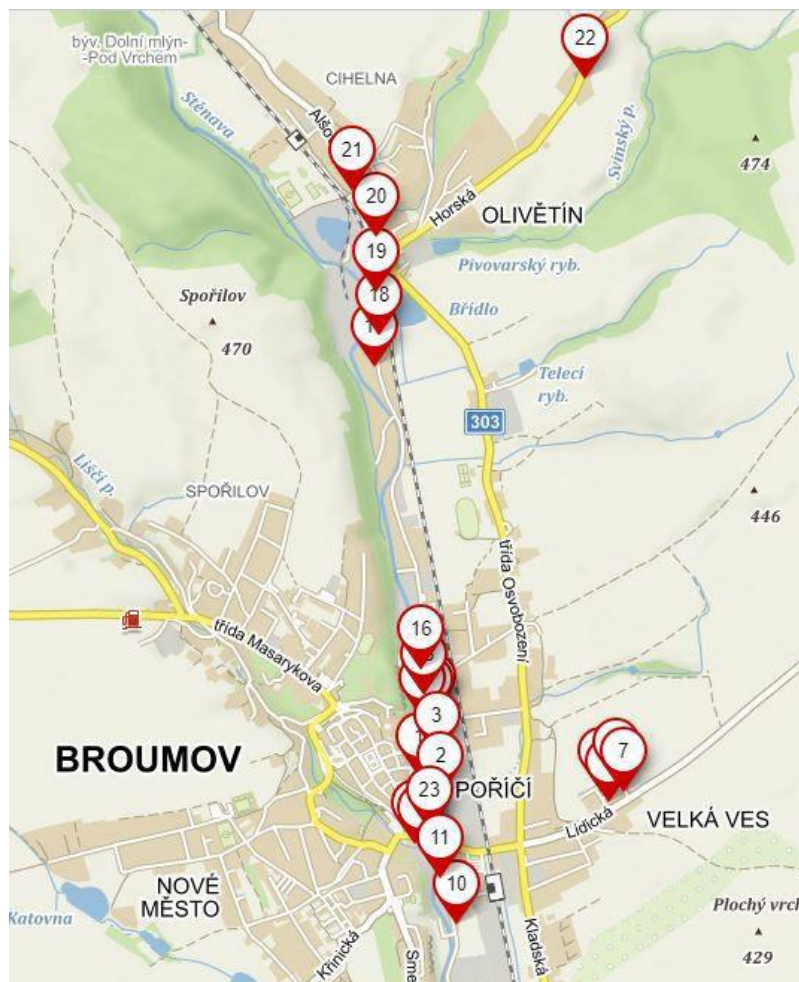 22
býv. Dolní mlýn-
-Pod Vrchem
CIHELNA
Stěnava
Alšo
Svinský p.
21
474
20
Horská
OLIVĚTÍN
19
Pivovarský ryb.
Spořilov
18
Břídlo
470
Telecí
ryb.
303
Liščí p.
SPOŘILOV
446
třída Osvobození
16
třída Masarykova
3
BROUMOV
2
7
23
POŘÍČÍ
Lidická
VELKÁ VES
11
10
NOVÉ
MĚSTO
Katovna
Plochý vrch
Křinická
Kladská
429